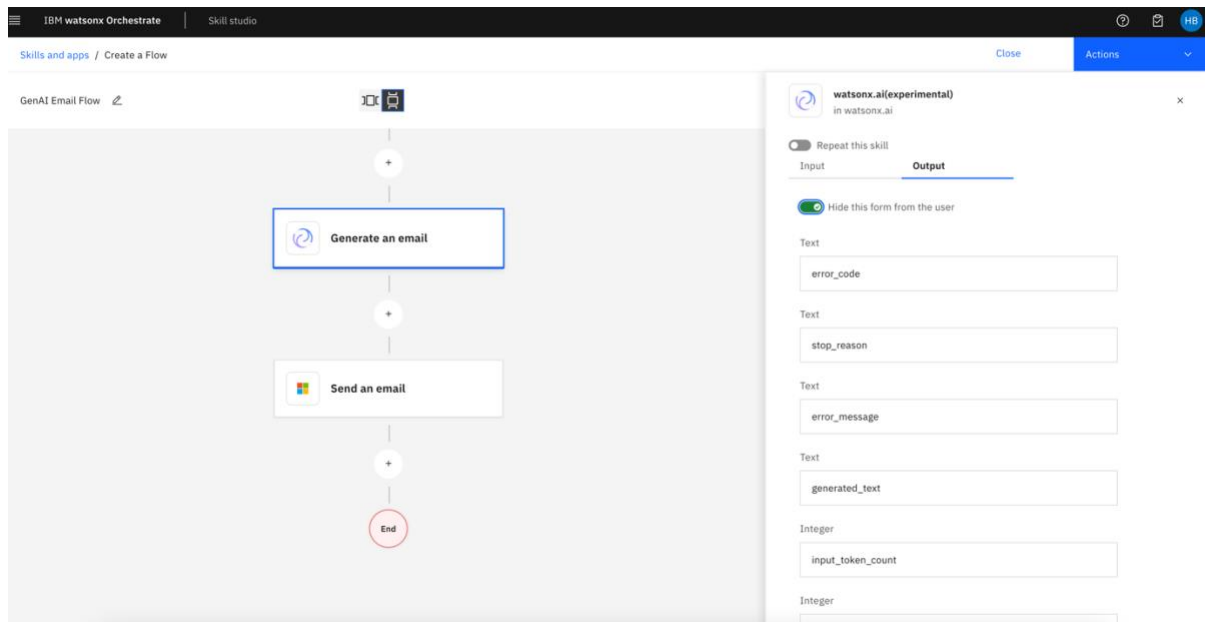 IBM watsonx Orchestrate
Skill studio
HB
Skills and apps / Create a Flow
Close
Actions
GenAI Email Flow
watsonx.ai(experimental)
in watsonx.ai
Repeat this skill
Input
Output
Hide this form from the user
Generate an email
Send an email
End
Text
error_code
Text
stop_reason
Text
error_message
Text
generated_text
Integer
input_token_count
Integer